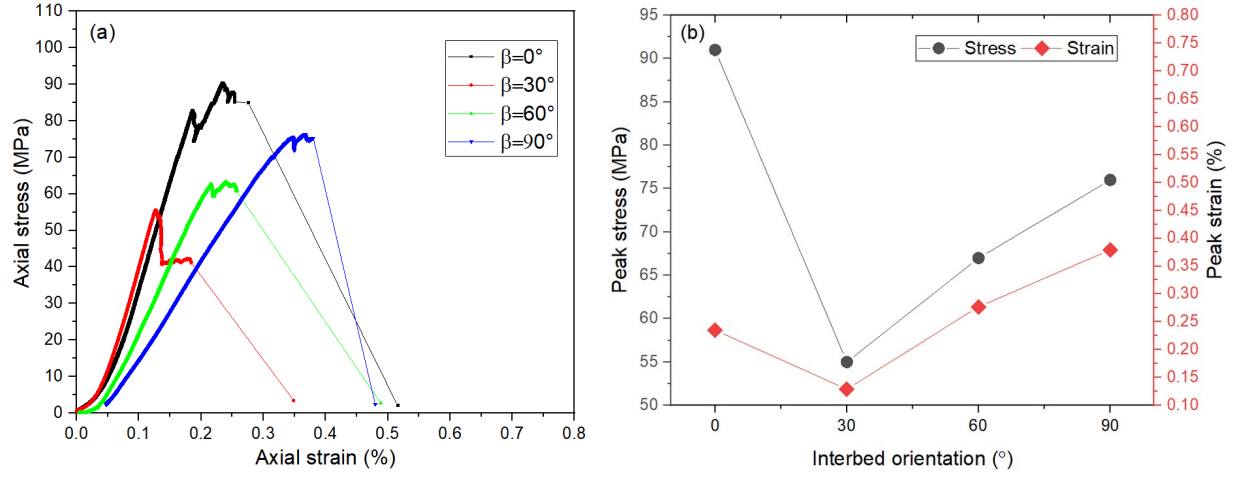 (a)
β=0°
β=30°
β=60°
β=90°
110
100
90
80
70
60
50
40
30
20
10
0
Axial stress (MPa)
0.0 0.1 0.2 0.3 0.4 0.5 0.6 0.7 0.8
Axial strain (%)
(b)
Stress Strain
95
90
85
80
75
70
65
60
55
50
Peak stress (MPa)
0.80
0.75
0.70
0.65
0.60
0.55
0.50
0.45
0.40
0.35
0.30
0.25
0.20
0.15
0.10
Peak strain (%)
0 30 60 90
Interbed orientation (°)